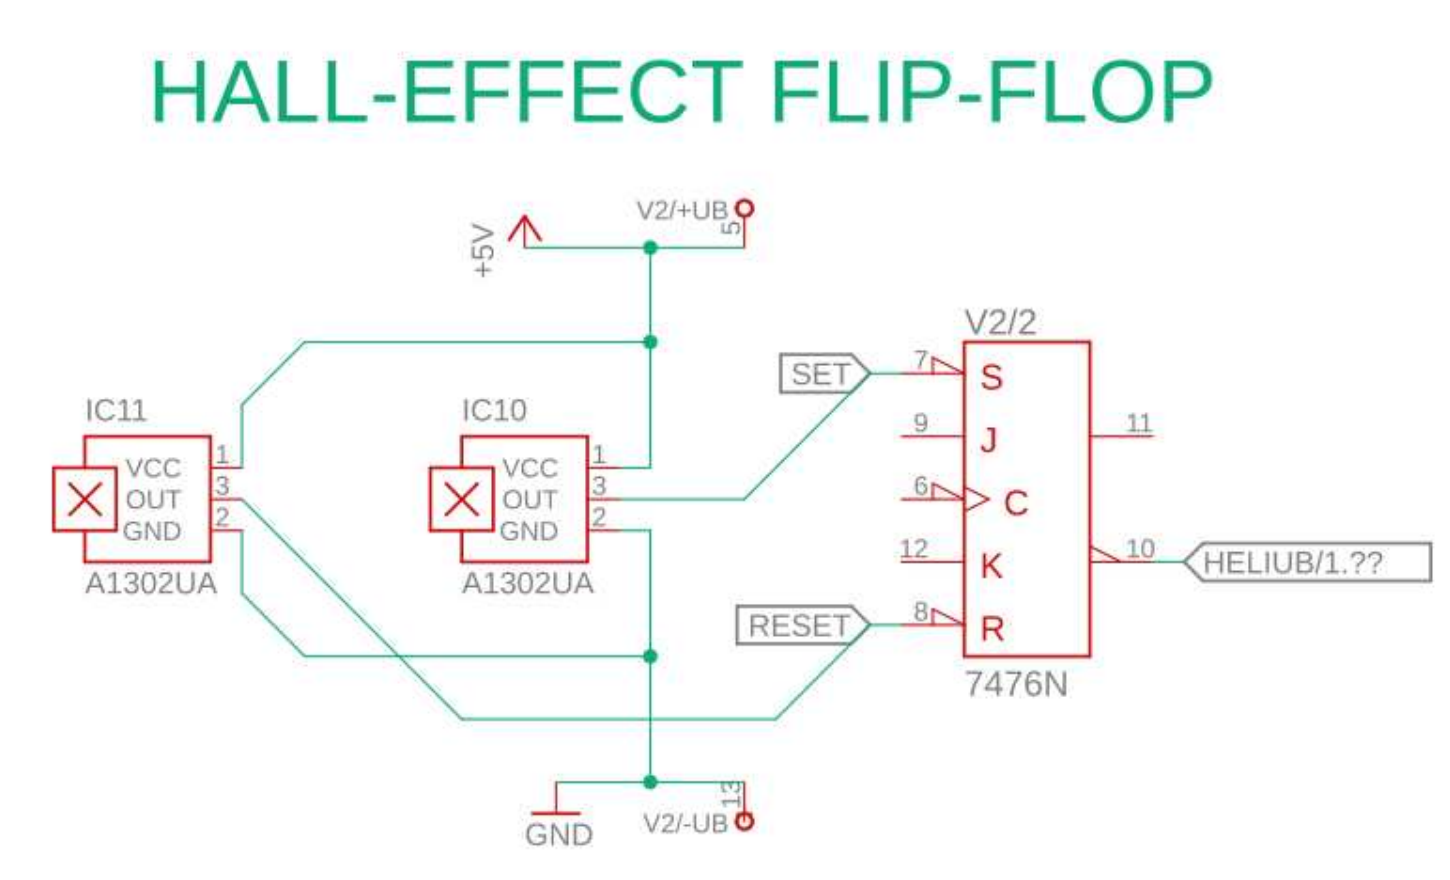 HALL-EFFECT FLIP-FLOP
+5V
V2/+UB
5
V2/2
SET
7
S
9
J
11
6
C
12
K
10
HELIUB/1.??
RESET
8
R
7476N
IC11
VCC
1
OUT
3
GND
2
A1302UA
IC10
VCC
1
OUT
3
GND
2
A1302UA
GND
V2/-UB
13